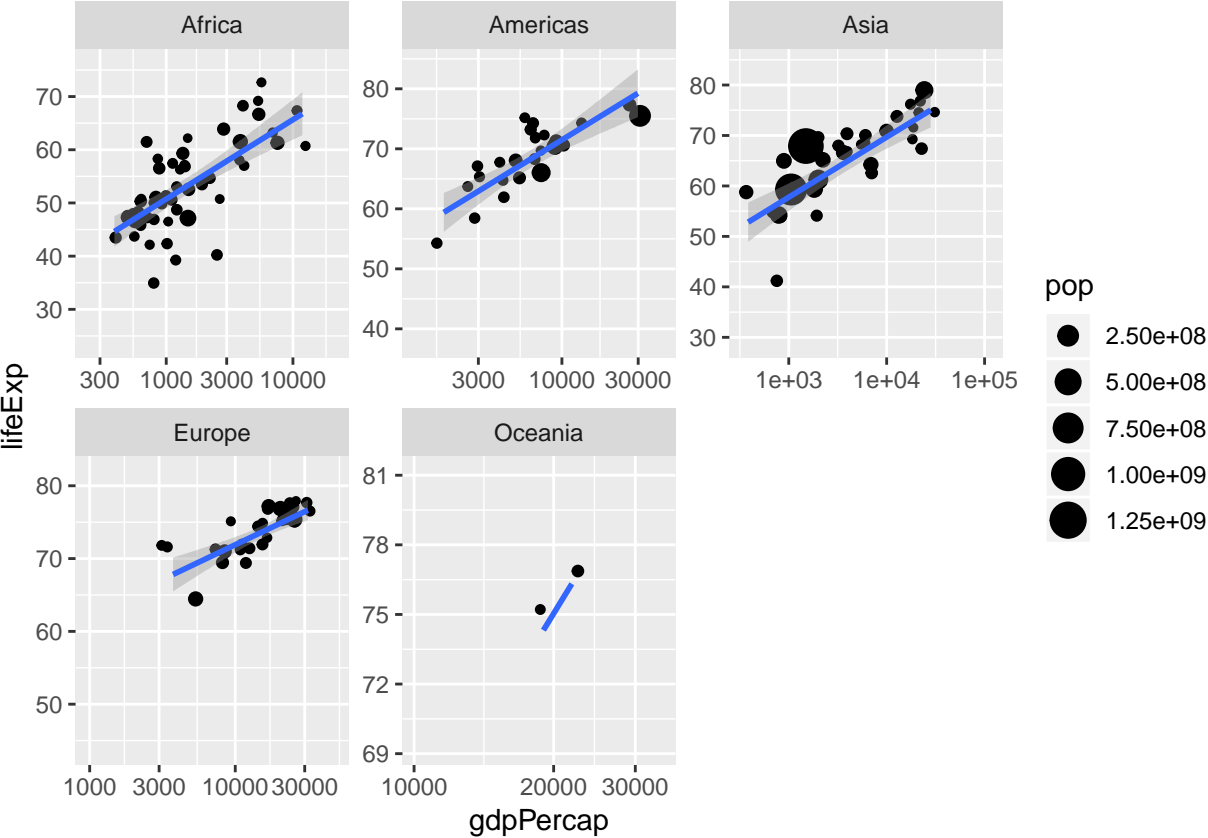 Africa
Americas
Asia
70
60
50
40
30
80
70
60
50
40
80
70
60
50
40
30
300 1000 3000 10000
3000 10000 30000
1e+03 1e+04 1e+05
lifeExp
Europe
Oceania
80
70
60
50
81
78
75
72
69
1000 3000 10000 30000
10000 20000 30000
gdpPercap
pop
2.50e+08
5.00e+08
7.50e+08
1.00e+09
1.25e+09